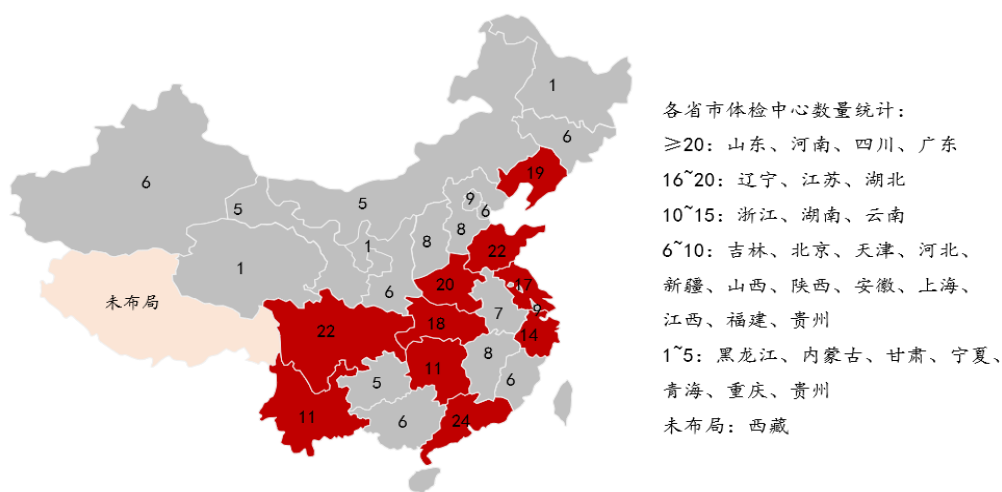 1
6
19
9
6
5
8
8
6
5
1
1
22
20
6
17
未布局
9
7
18
22
14
8
11
5
6
11
6
24
各省市体检中心数量统计:
≥20: 山东、河南、四川、广东
16~20: 辽宁、江苏、湖北
10~15: 浙江、湖南、云南
6~10: 吉林、北京、天津、河北、
新疆、山西、陕西、安徽、上海、
江西、福建、贵州
1~5: 黑龙江、内蒙古、甘肃、宁夏、
青海、重庆、贵州
未布局: 西藏